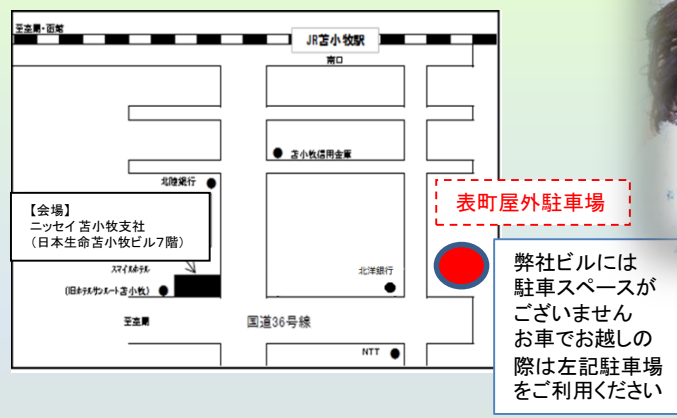 至室蘭・函館
JR苫小牧駅
南口
苫小牧信用金庫
北陸銀行
【会場】
ニッセイ苫小牧支社
（日本生命苫小牧ビル７階）
表町屋外駐車場
スマイルホテル
（旧ホテルサンルート苫小牧）
北洋銀行
至室蘭
国道36号線
NTT
弊社ビルには
駐車スペースが
ございません
お車でお越しの
際は左記駐車場
をご利用ください